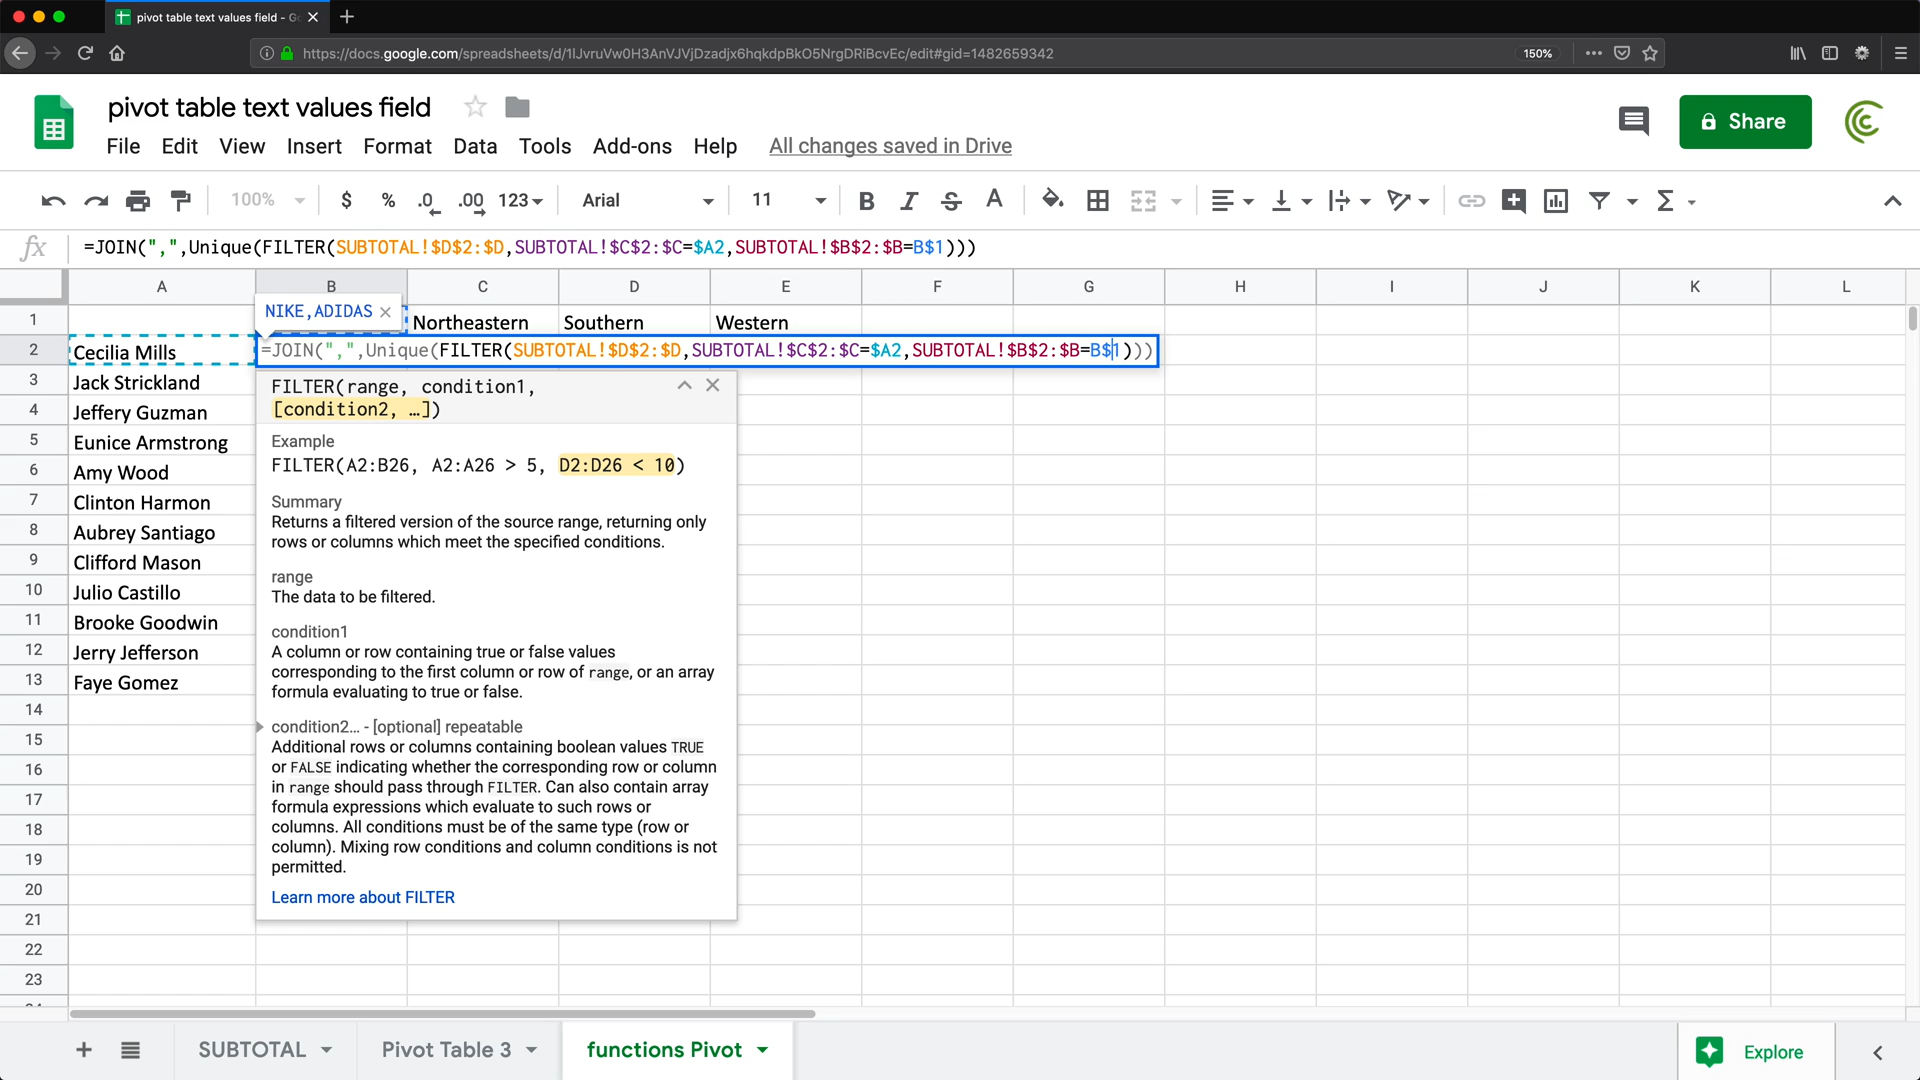 pivot table text values field - Go
https://docs.google.com/spreadsheets/d/1lJvruVw0H3AnVJVjDzadjx6hqkdpBkO5NrgDRiBcvEc/edit#gid=1482659342
150%
pivot table text values field
File Edit View Insert Format Data Tools Add-ons Help All changes saved in Drive
Share
100% $ % .0 .00 123 Arial 11 B I S A
fx =JOIN(",",Unique(FILTER(SUBTOTAL!$D$2:$D,SUBTOTAL!$C$2:$C=$A2,SUBTOTAL!$B$2:$B=B$1)))
A B C D E F G H I J K L
NIKE,ADIDAS
1 Northeastern Southern Western
2 Cecilia Mills =JOIN(",",Unique(FILTER(SUBTOTAL!$D$2:$D,SUBTOTAL!$C$2:$C=$A2,SUBTOTAL!$B$2:$B=B$1)))
3 Jack Strickland
4 Jeffery Guzman
5 Eunice Armstrong
6 Amy Wood
7 Clinton Harmon
8 Aubrey Santiago
9 Clifford Mason
10 Julio Castillo
11 Brooke Goodwin
12 Jerry Jefferson
13 Faye Gomez
14
15
16
17
18
19
20
21
22
23
FILTER(range, condition1,
[condition2, …])
Example
FILTER(A2:B26, A2:A26 > 5, D2:D26 < 10)
Summary
Returns a filtered version of the source range, returning only
rows or columns which meet the specified conditions.
range
The data to be filtered.
condition1
A column or row containing true or false values
corresponding to the first column or row of range, or an array
formula evaluating to true or false.
condition2… - [optional] repeatable
Additional rows or columns containing boolean values TRUE
or FALSE indicating whether the corresponding row or column
in range should pass through FILTER. Can also contain array
formula expressions which evaluate to such rows or
columns. All conditions must be of the same type (row or
column). Mixing row conditions and column conditions is not
permitted.
Learn more about FILTER
SUBTOTAL Pivot Table 3 functions Pivot
Explore